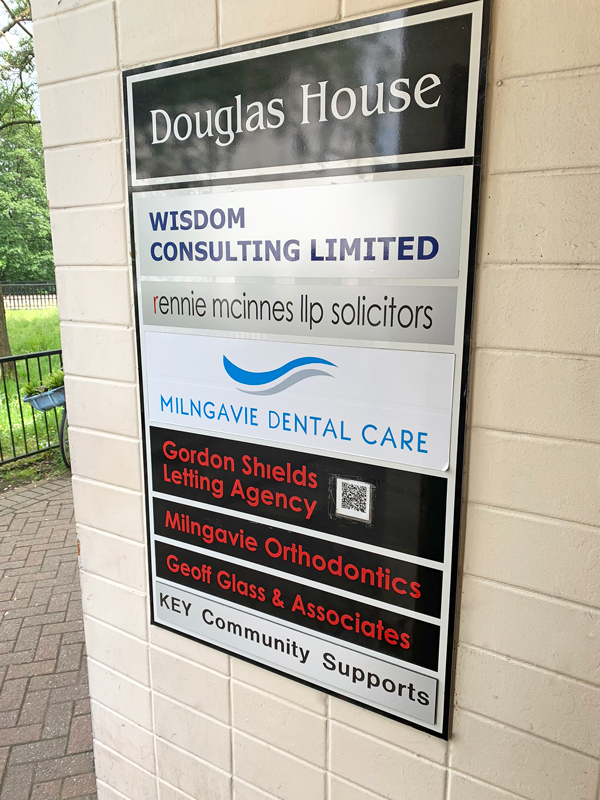 Douglas House
WISDOM
CONSULTING LIMITED
rennie mcinnes llp solicitors
MILNGAVIE DENTAL CARE
Gordon Shields
Letting Agency
Milngavie Orthodontics
Geoff Glass & Associates
KEY Community Supports